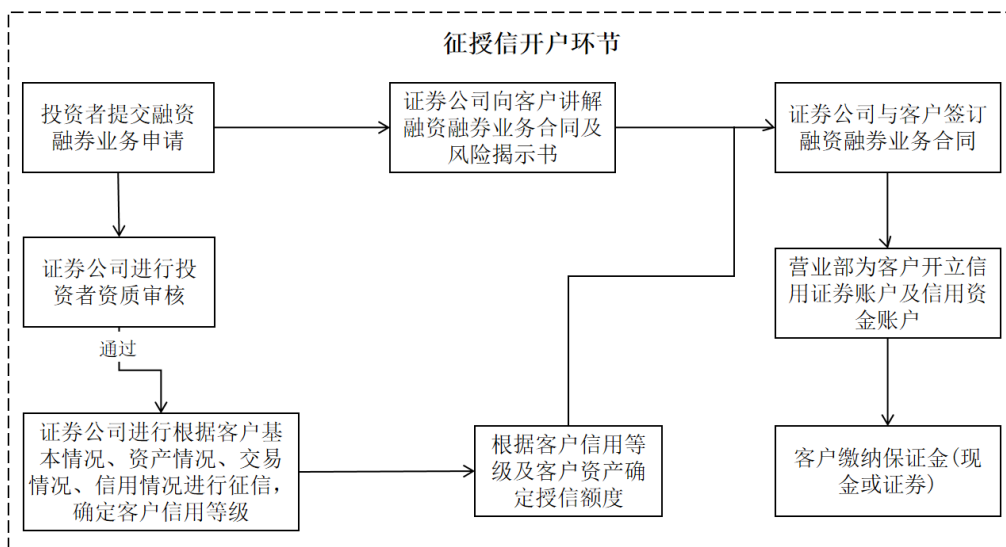 征授信开户环节
投资者提交融资
融券业务申请
证券公司向客户讲解
融资融券业务合同及
风险揭示书
证券公司与客户签订
融资融券业务合同
证券公司进行投
资者资质审核
营业部为客户开立信
用证券账户及信用资
金账户
通过
证券公司进行根据客户基
本情况、资产情况、交易
情况、信用情况进行征信，
确定客户信用等级
根据客户信用等
级及客户资产确
定授信额度
客户缴纳保证金(现
金或证券)